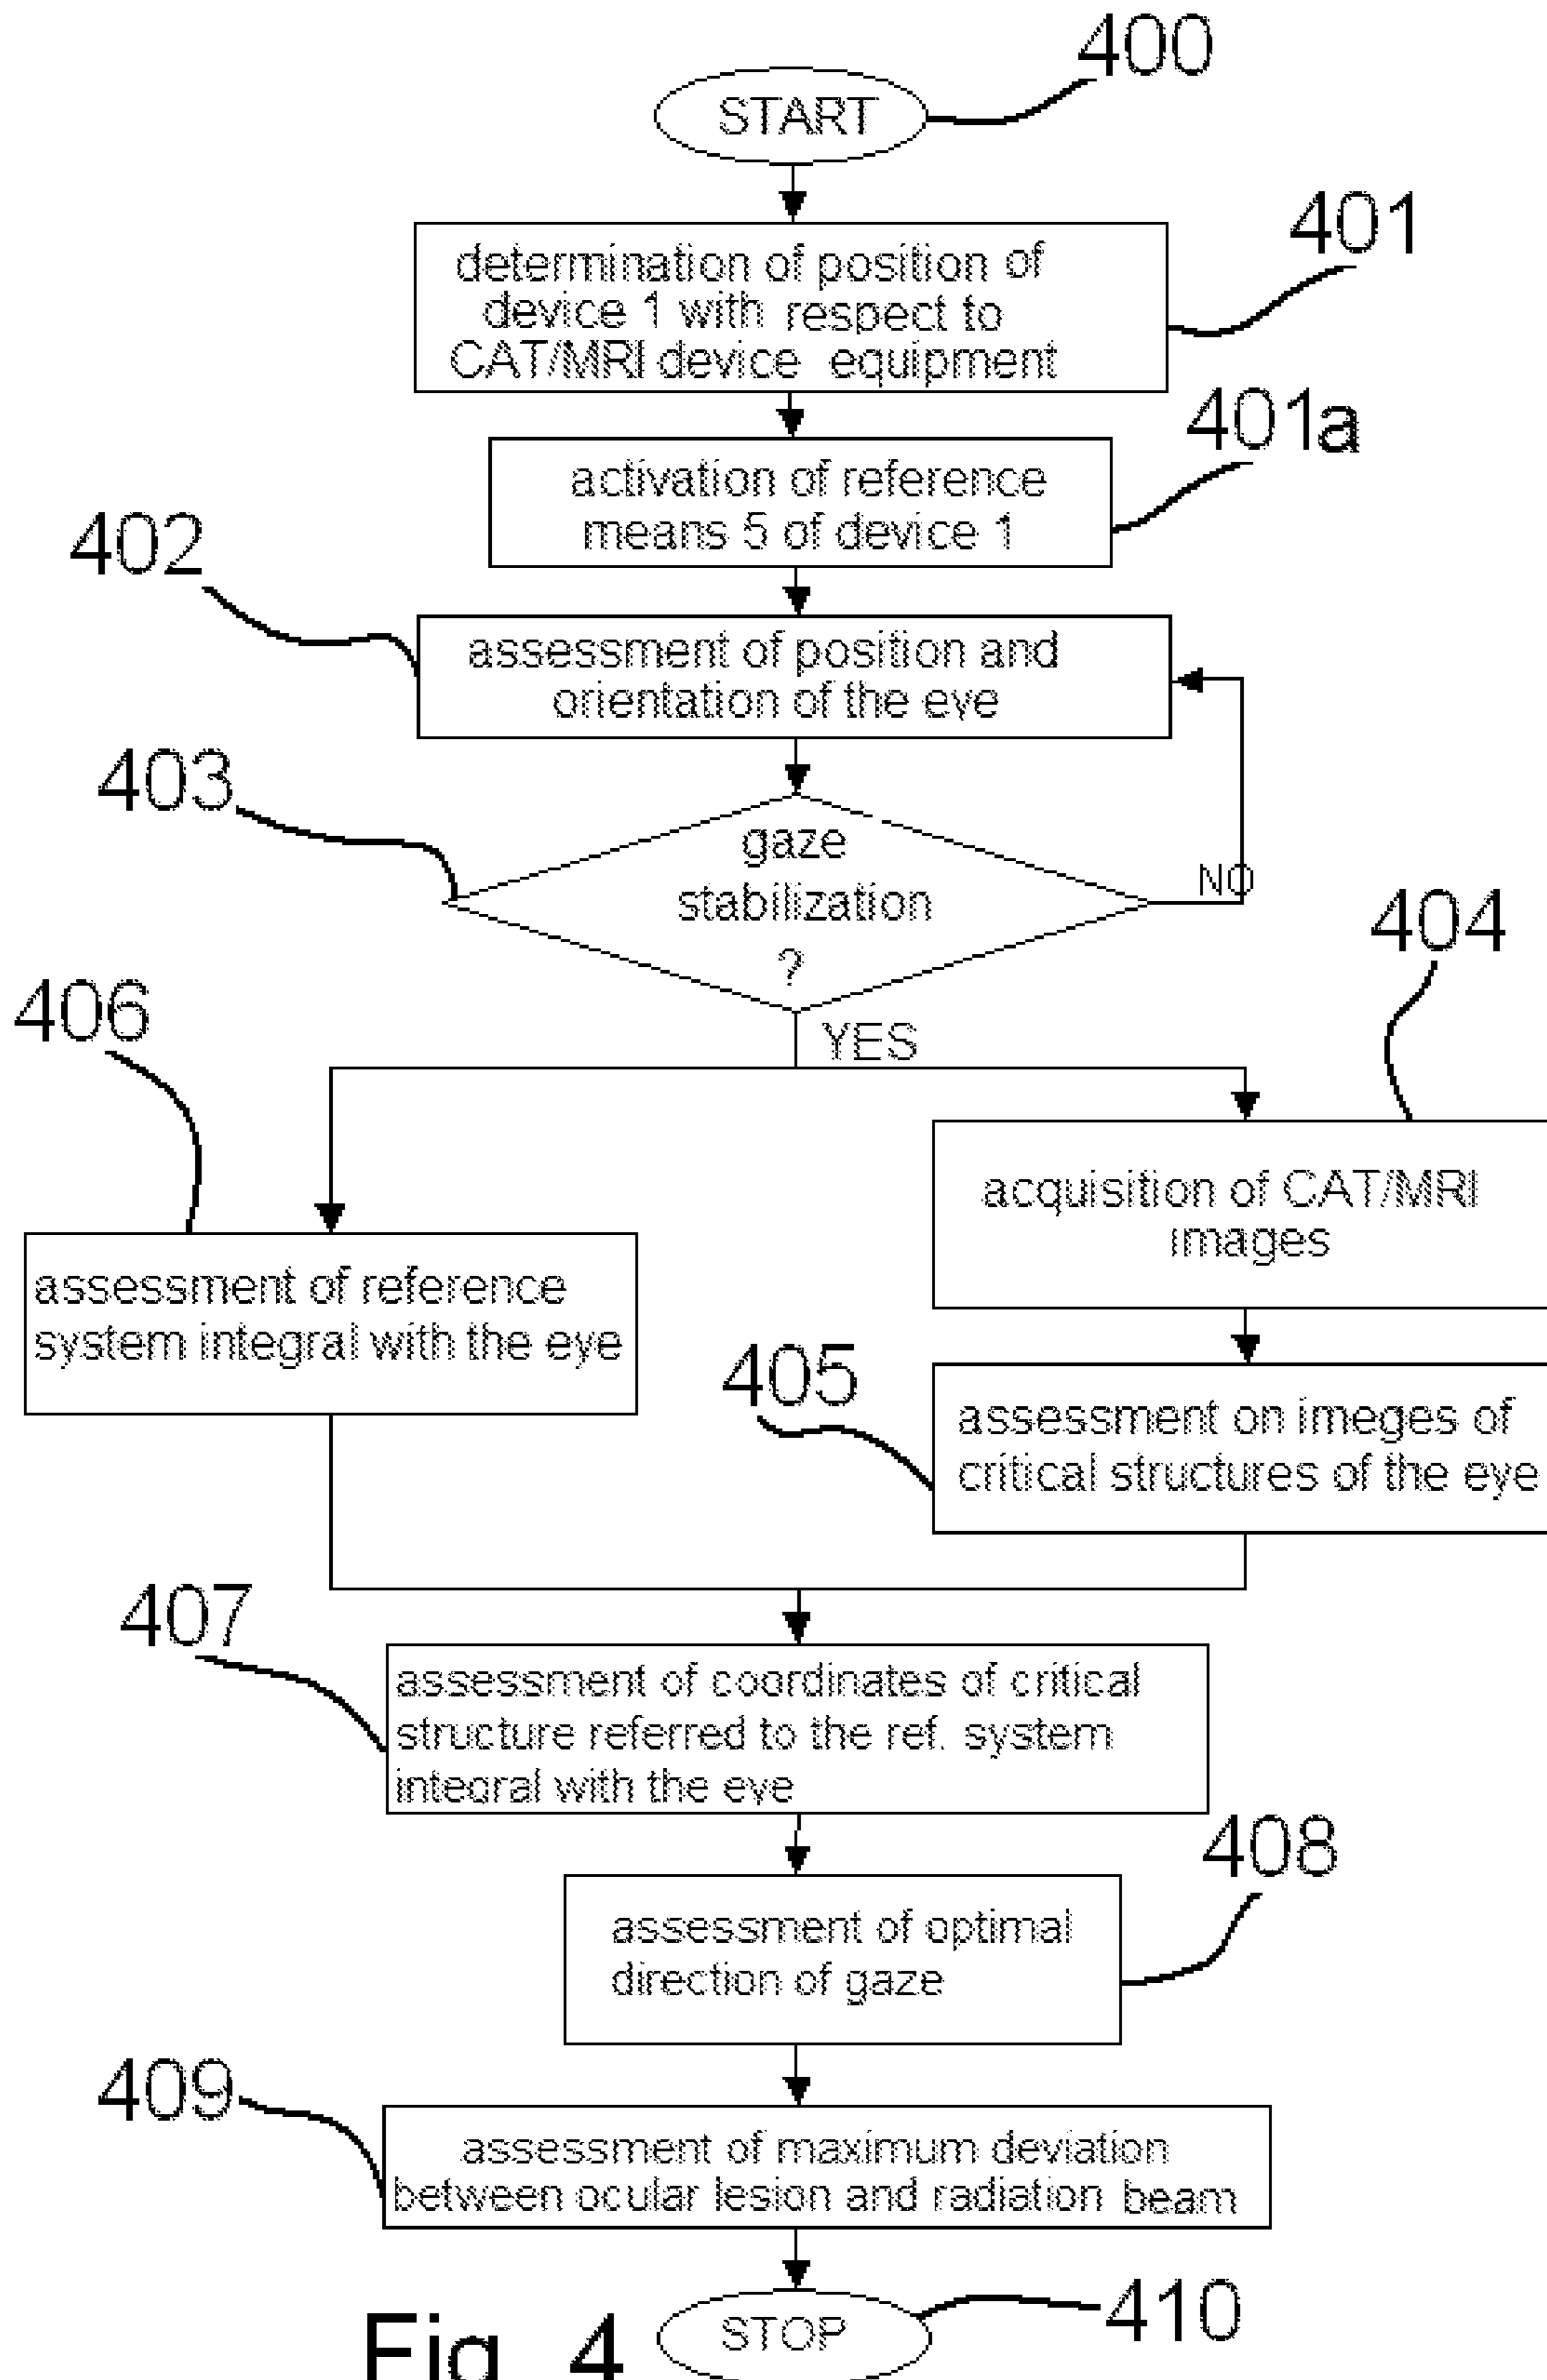 400
START
401
determination of position of
device 1 with respect to
CAT/MRI device equipment
401a
activation of reference
means 5 of device 1
402
assessment of position and
orientation of the eye
403
gaze
stabilization
?
NO
YES
404
acquisition of CAT/MRI
images
406
assessment of reference
system integral with the eye
405
assessment on imeges of
critical structures of the eye
407
assessment of coordinates of critical
structure referred to the ref. system
integral with the eye
408
assessment of optimal
direction of gaze
409
assessment of maximum deviation
between ocular lesion and radiation beam
410
STOP
Fig. 4